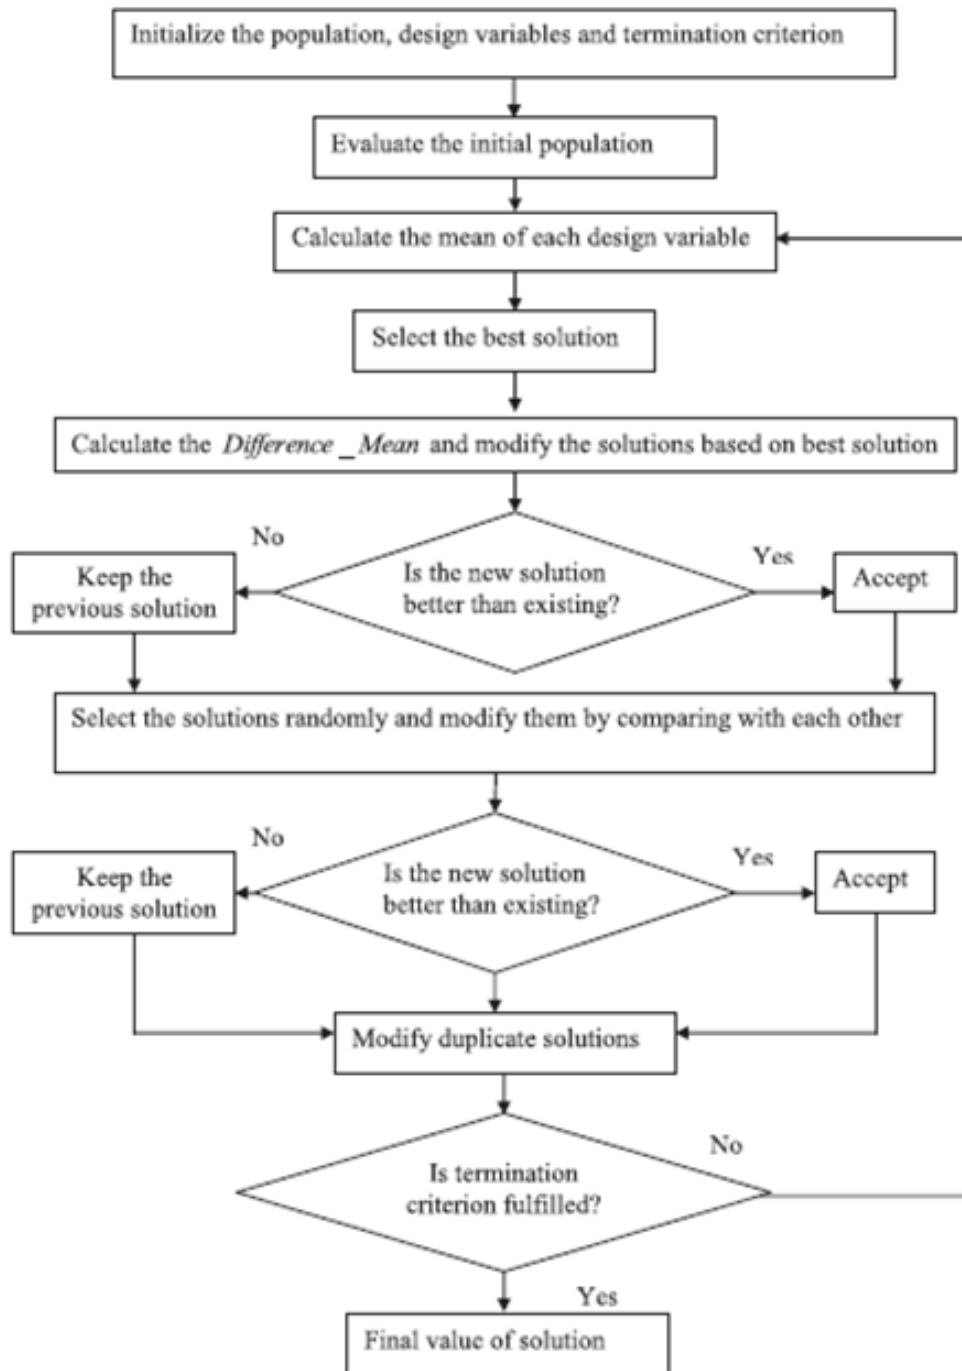 Initialize the population, design variables and termination criterion
Evaluate the initial population
Calculate the mean of each design variable
Select the best solution
Calculate the Difference_Mean and modify the solutions based on best solution
No
Yes
Keep the
previous solution
Is the new solution
better than existing?
Accept
Select the solutions randomly and modify them by comparing with each other
No
Yes
Keep the
previous solution
Is the new solution
better than existing?
Accept
Modify duplicate solutions
No
Is termination
criterion fulfilled?
Yes
Final value of solution